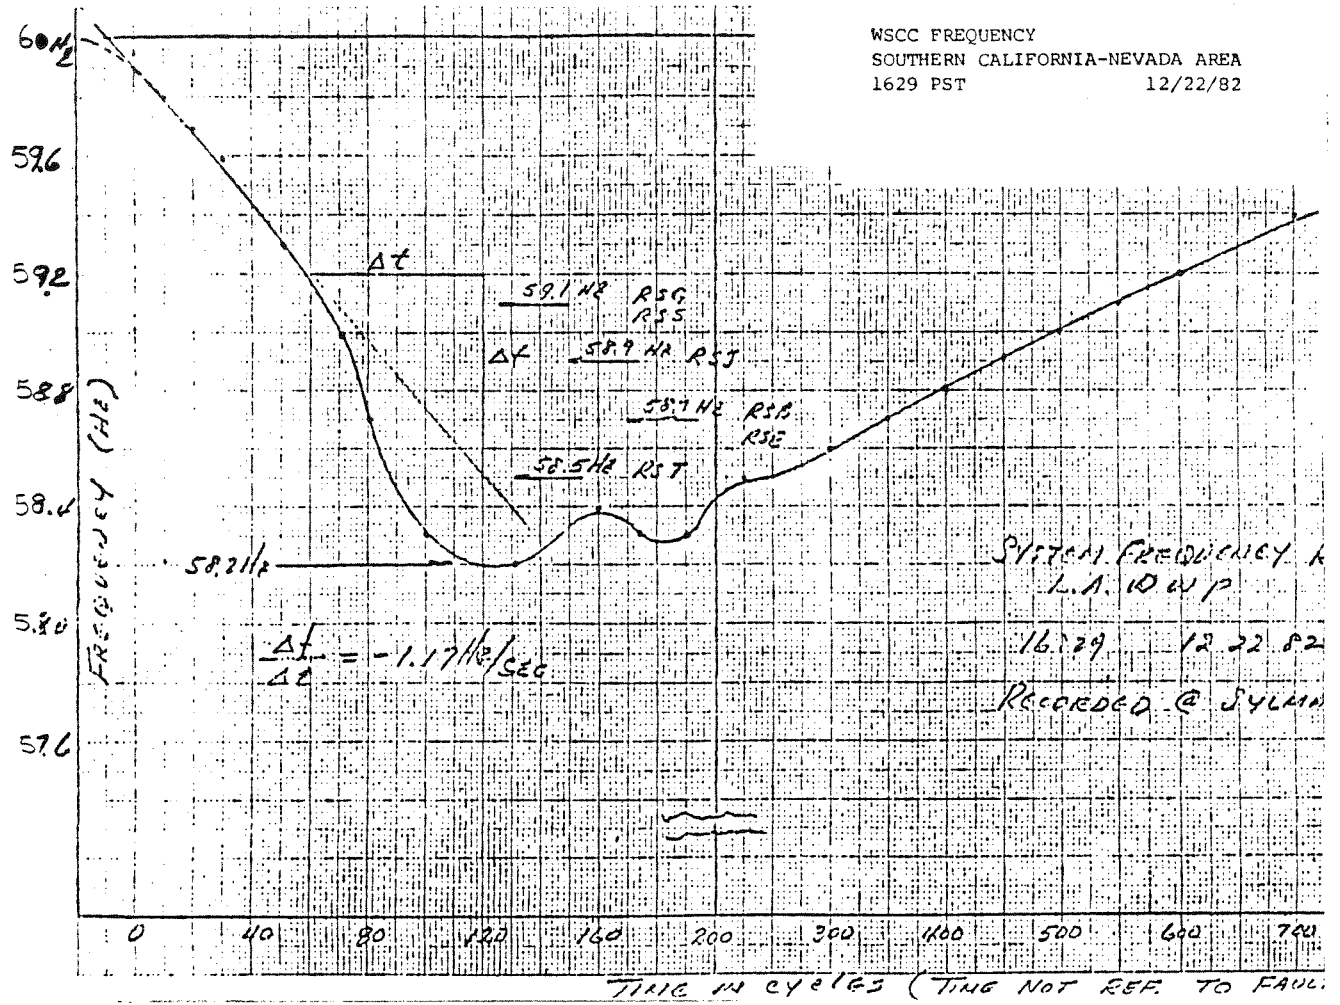 WSCC FREQUENCY
SOUTHERN CALIFORNIA-NEVADA AREA
1629 PST 12/22/82
60 Hz
59.6
59.2
58.8
58.4
58.0
57.6
FREQUENCY (HZ)
Δt
59.1 HZ RSG
RSS
Δf 58.9 HZ RSJ
58.7 HZ RSB
RSE
58.5 HZ RST
58.2 HZ
Δf
Δt
= -1.17 HZ/SEC
SYSTEM FREQUENCY
L.A. D W P
16:29 12 22 82
RECORDED @ SYLMA
0 40 80 120 160 200 300 400 500 600 700
TIME IN CYCLES (TIME NOT REF. TO FAUL